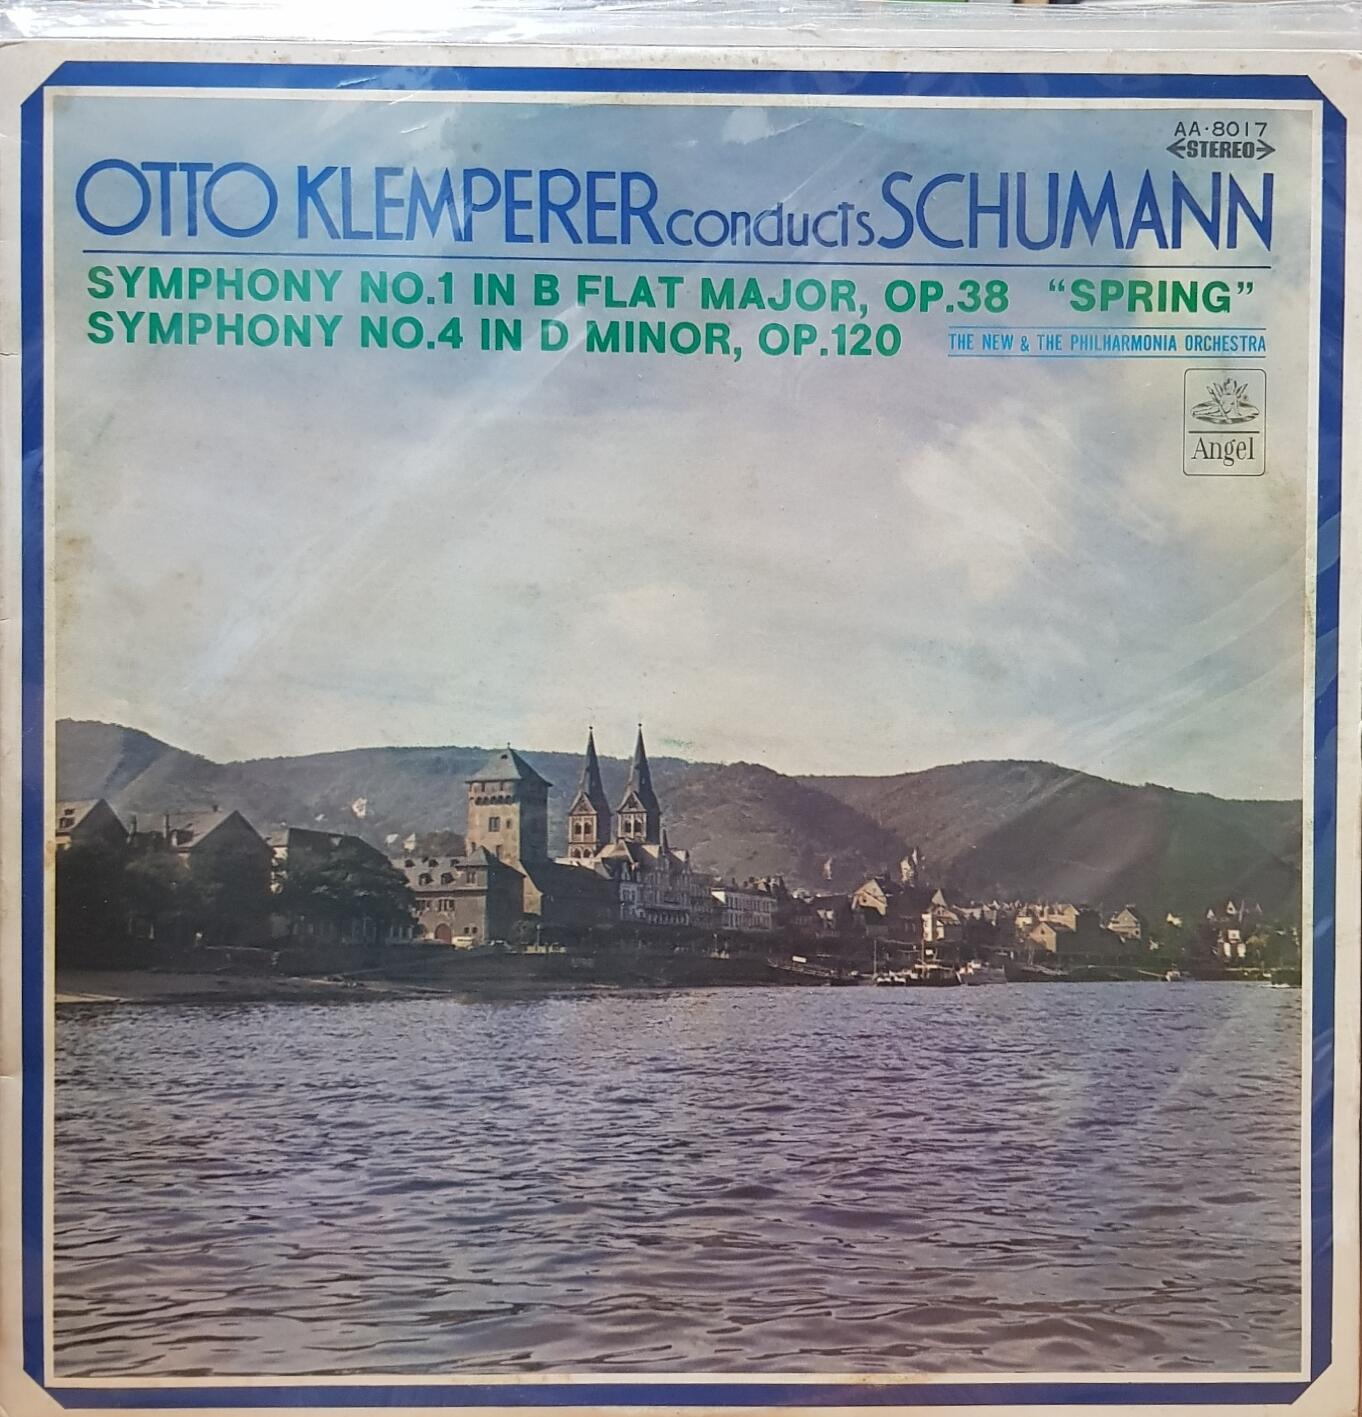 AA·8017
STEREO
OTTO KLEMPERER conducts SCHUMANN
SYMPHONY NO.1 IN B FLAT MAJOR, OP.38 “SPRING”
SYMPHONY NO.4 IN D MINOR, OP.120
THE NEW & THE PHILHARMONIA ORCHESTRA
Angel